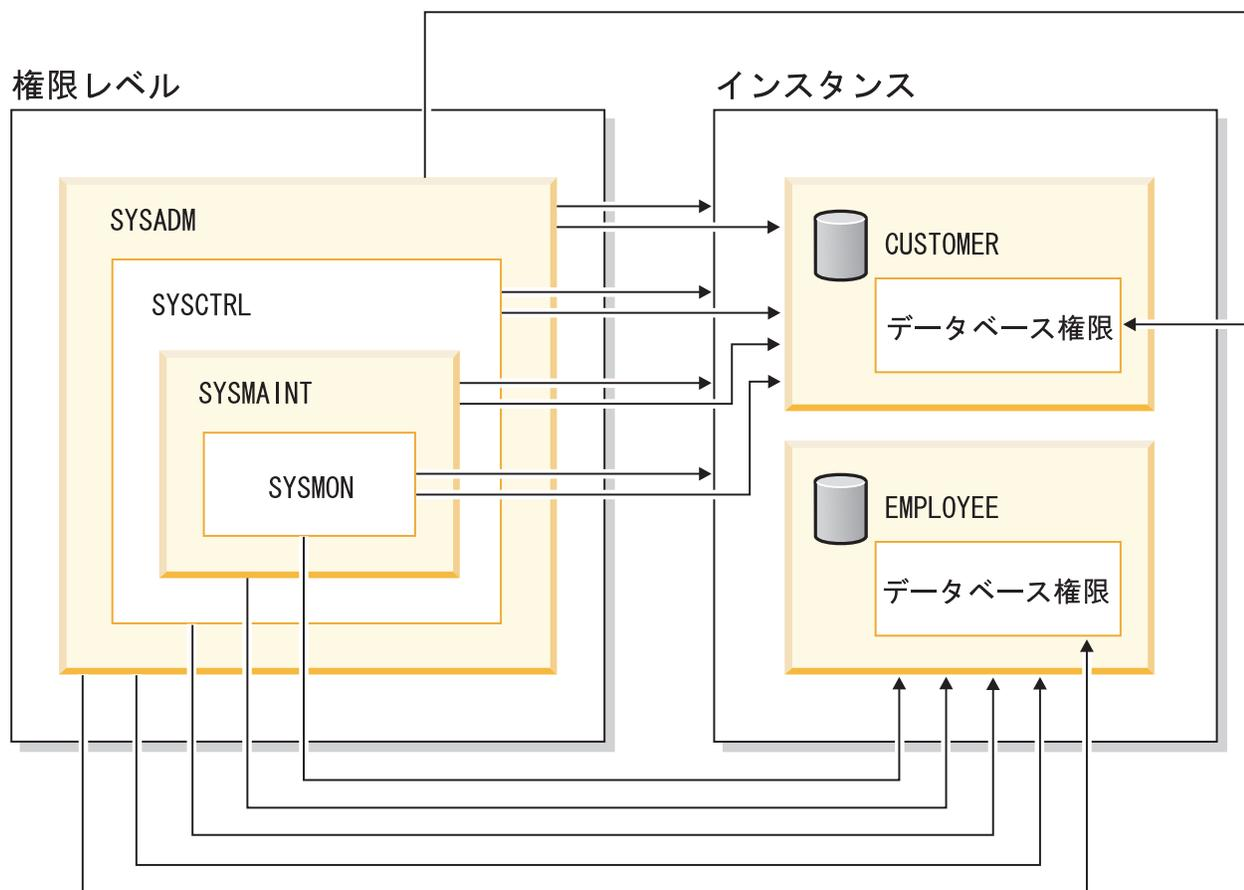 権限レベル
インスタンス
SYSADM
SYSCTRL
SYSMAINT
SYSMON
CUSTOMER
データベース権限
EMPLOYEE
データベース権限